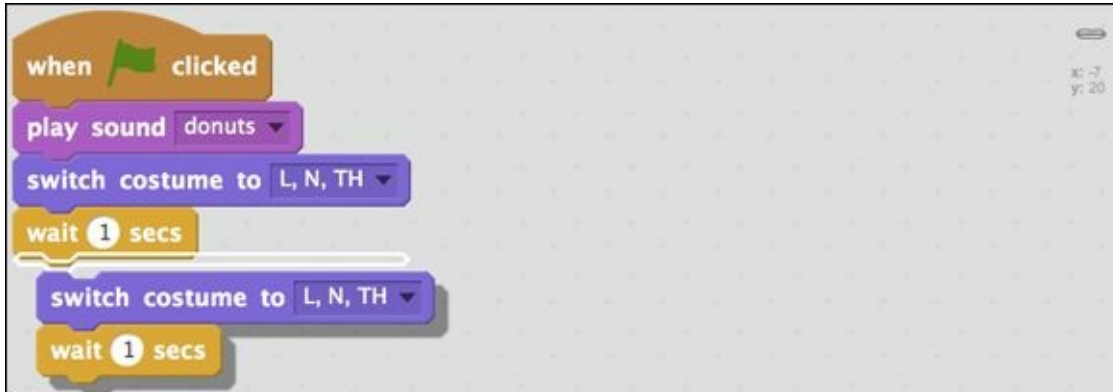 when clicked
play sound donuts
switch costume to L, N, TH
wait 1 secs
switch costume to L, N, TH
wait 1 secs
x: -7
y: 20